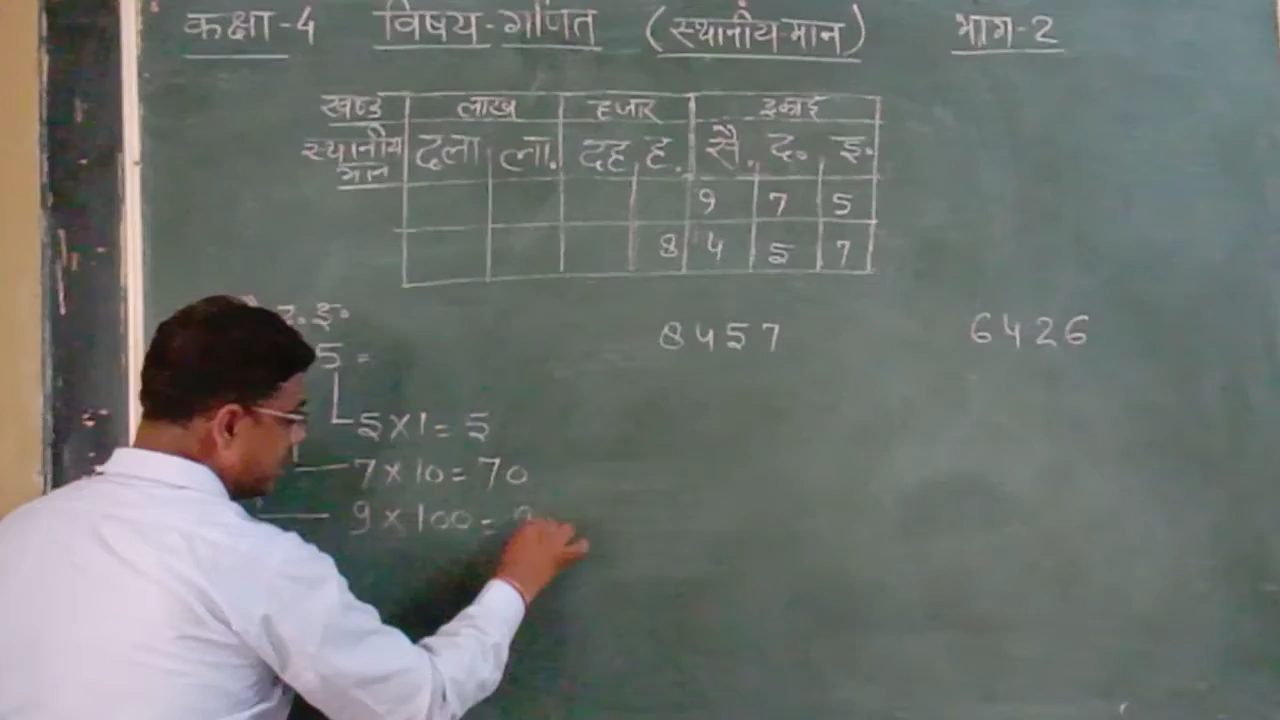 कक्षा-4 विषय-गणित (स्थानीय-मान) भाग-2
खण्ड लाख हजार इकाई
स्थानीय मान दला. ला. दह. ह. सै. द. इ.
9 7 5
8 4 5 7
द. इ.
5 =
8457 6426
5×1= 5
7×10=70
9×100=